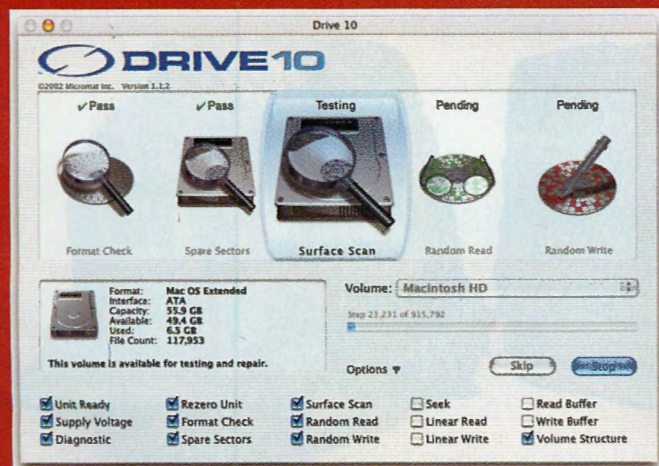 Drive 10
DRIVE10
©2002 Micromat Inc. Version 1.1.2
✓Pass ✓Pass Testing Pending Pending
Format Check Spare Sectors Surface Scan Random Read Random Write
Format: Mac OS Extended
Interface: ATA
Capacity: 55.9 GB
Available: 49.4 GB
Used: 6.5 GB
File Count: 117,953
This volume is available for testing and repair.
Volume: Macintosh HD
Step 23,231 of 915,792
Options Skip Stop
Unit Ready Rezero Unit Surface Scan Seek Read Buffer
Supply Voltage Format Check Random Read Linear Read Write Buffer
Diagnostic Spare Sectors Random Write Linear Write Volume Structure